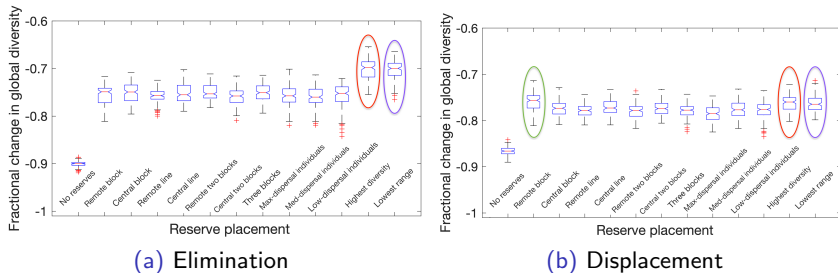 -0.6
-0.7
-0.8
-0.9
-1
Fractional change in global diversity
No reserves
Remote block
Central block
Remote line
Central line
Remote two blocks
Central two blocks
Three blocks
Max-dispersal individuals
Med-dispersal individuals
Low-dispersal individuals
Highest diversity
Lowest range
Reserve placement
(a) Elimination
-0.6
-0.7
-0.8
-0.9
-1
Fractional change in global diversity
No reserves
Remote block
Central block
Remote line
Central line
Remote two blocks
Central two blocks
Three blocks
Max-dispersal individuals
Med-dispersal individuals
Low-dispersal individuals
Highest diversity
Lowest range
Reserve placement
(b) Displacement